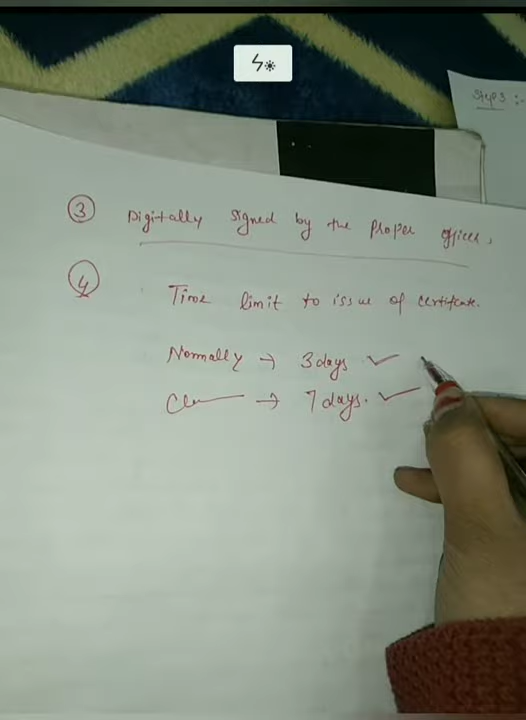 Steps :-
③ Digitally signed by the proper officer.
④ Time limit to issue of certificate.
Normally → 3 days ✓
→ 7 days. ✓